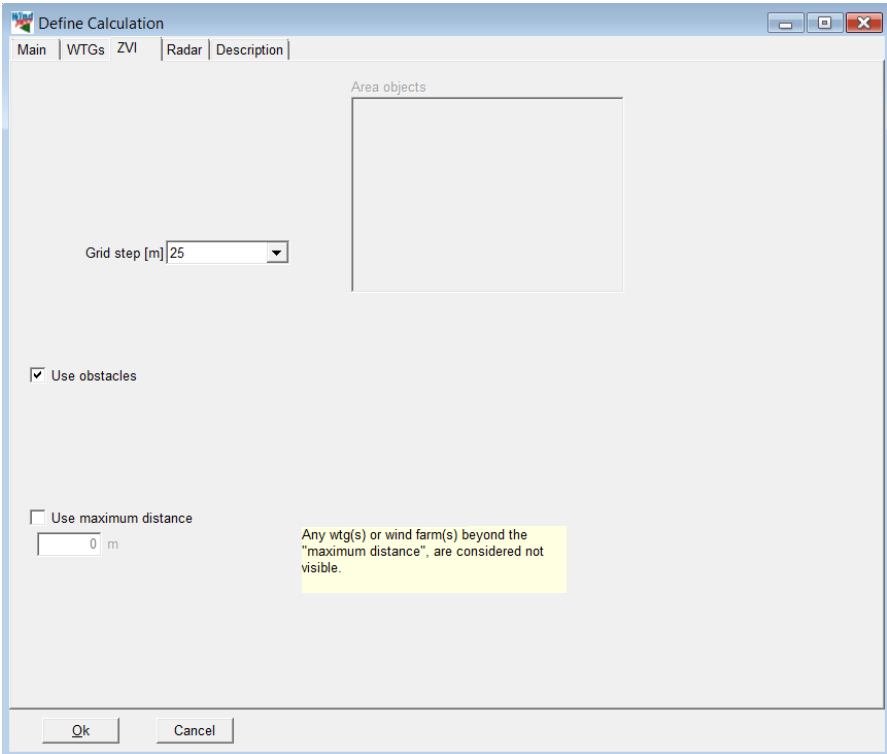 Define Calculation
Main WTGs ZVI Radar Description
Area objects
Grid step [m] 25
Use obstacles
Use maximum distance
0 m
Any wtg(s) or wind farm(s) beyond the
"maximum distance", are considered not
visible.
Ok Cancel